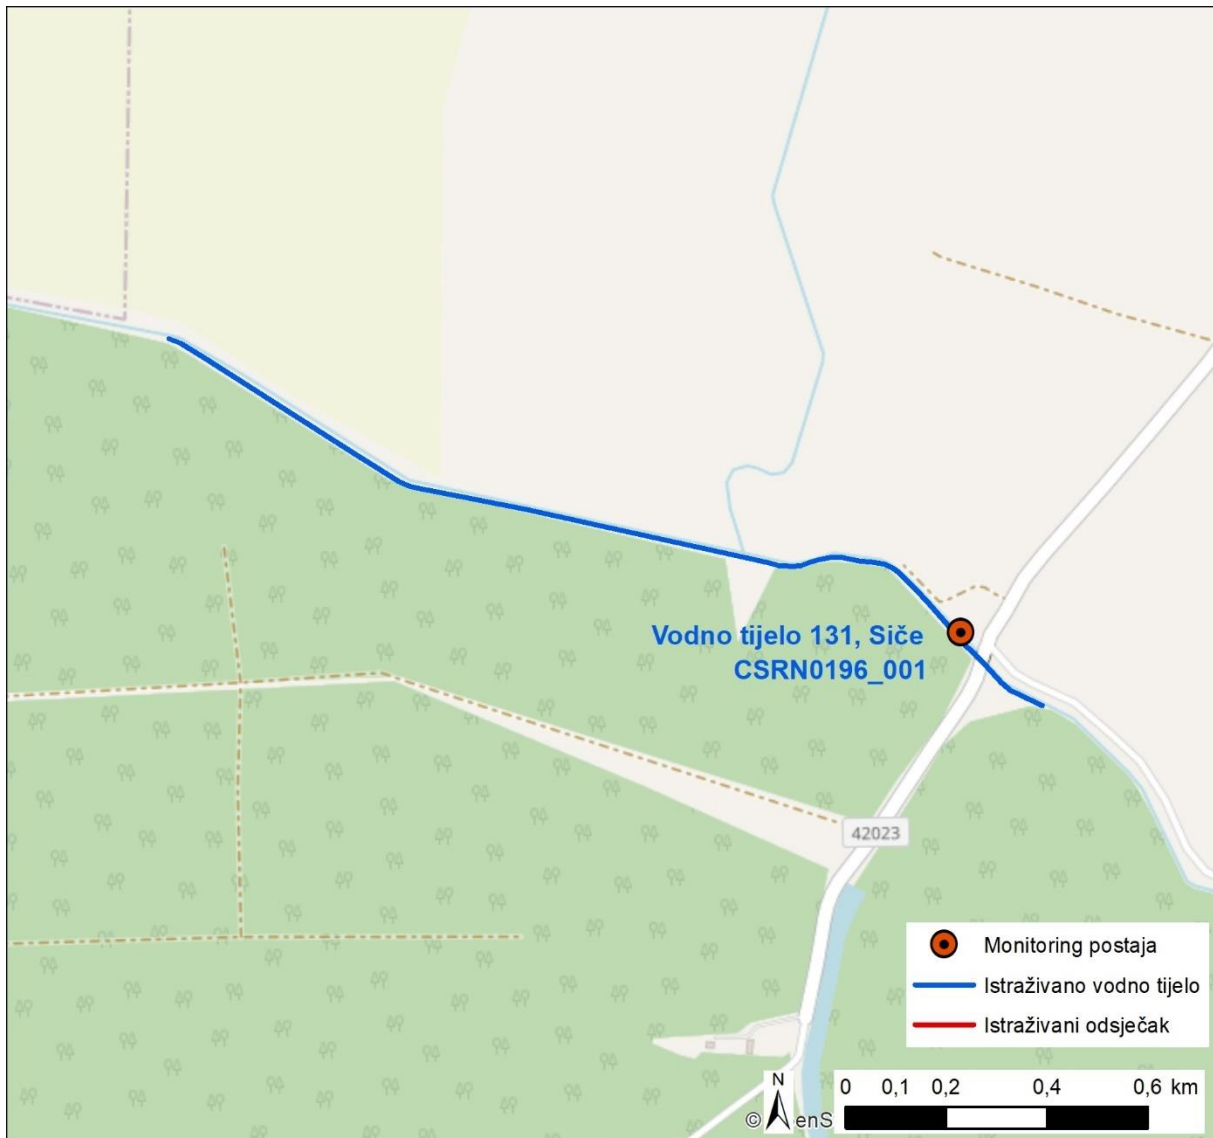 Vodno tijelo 131, Siče
CSRN0196_001
42023
Monitoring postaja
Istraživano vodno tijelo
Istraživani odsječak
N
0 0,1 0,2 0,4 0,6 km
© enS